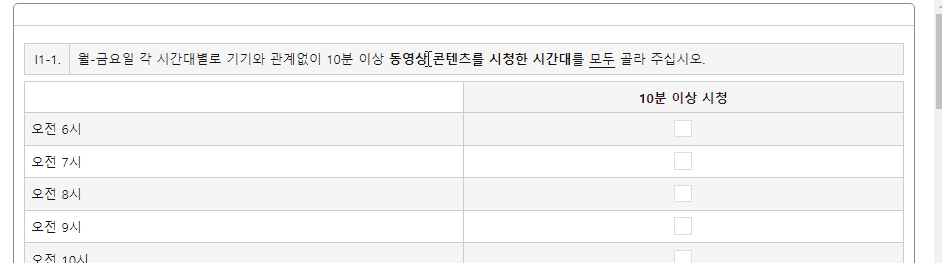 I1-1. 월-금요일 각 시간대별로 기기와 관계없이 10분 이상 동영상 콘텐츠를 시청한 시간대를 모두 골라 주십시오.
10분 이상 시청
오전 6시
오전 7시
오전 8시
오전 9시
오전 10시